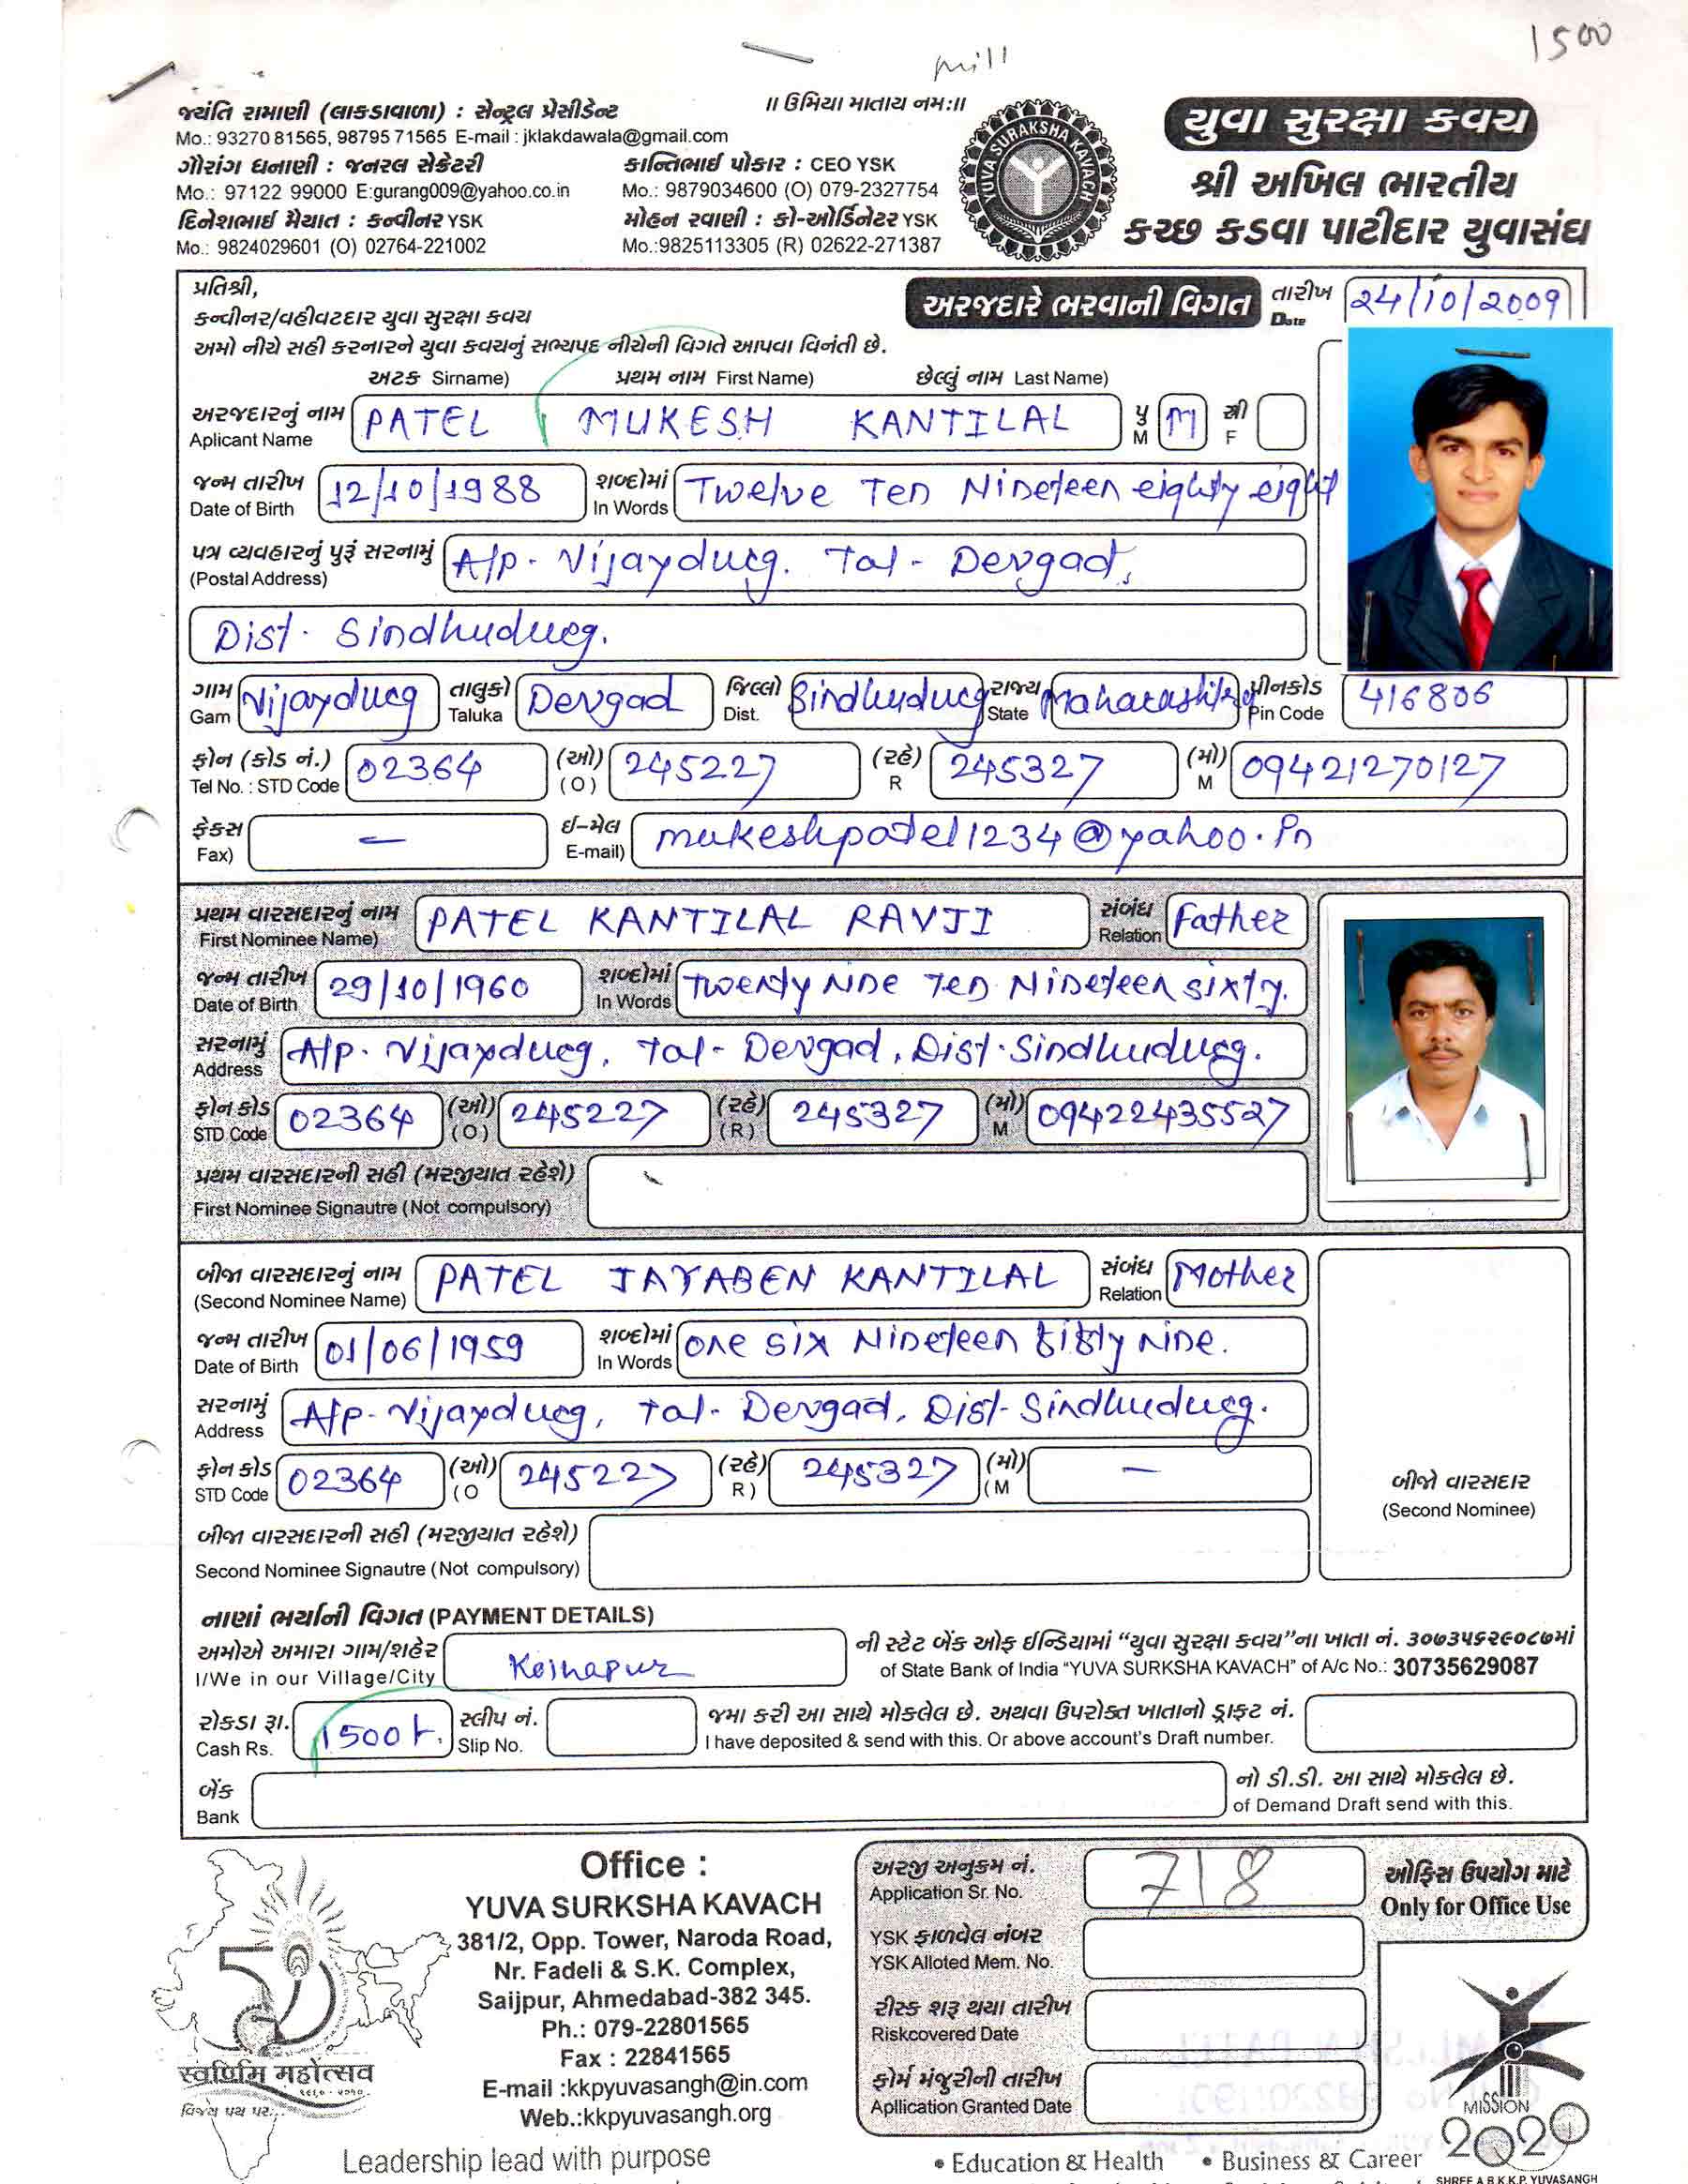 1500
mill
જયંતિ રામાણી (લાકડાવાળા) : સેન્ટ્રલ પ્રેસીડેન્ટ
Mo.: 93270 81565, 98795 71565 E-mail : jklakdawala@gmail.com
ગૌરાંગ ધનાણી : જનરલ સેક્રેટરી
Mo.: 97122 99000 E:gurang009@yahoo.co.in
દિનેશભાઈ મૈયાત : કન્વીનર YSK
Mo.: 9824029601 (O) 02764-221002
॥ ઉમિયા માતાય નમઃ॥
કાન્તિભાઈ પોકાર : CEO YSK
Mo.: 9879034600 (O) 079-2327754
મોહન રવાણી : કો-ઓર્ડિનેટર YSK
Mo.:9825113305 (R) 02622-271387
YUVA SURAKSHA KAVACH
યુવા સુરક્ષા કવચ
શ્રી અખિલ ભારતીય
કચ્છ કડવા પાટીદાર યુવાસંઘ
પ્રતિશ્રી,
કન્વીનર/વહીવટદાર યુવા સુરક્ષા કવચ
અમો નીચે સહી કરનારને યુવા કવચનું સભ્યપદ નીચેની વિગતે આપવા વિનંતી છે.
અરજદારે ભરવાની વિગત
તારીખ Date 24/10/2009
અટક Sirname) પ્રથમ નામ First Name) છેલ્લું નામ Last Name)
અરજદારનું નામ Aplicant Name PATEL MUKESH KANTILAL પુ M M સ્ત્રી F
જન્મ તારીખ Date of Birth 12/10/1988 શબ્દોમાં In Words Twelve Ten Nineteen eighty eight
પત્ર વ્યવહારનું પુરૂં સરનામું (Postal Address) A/p - Vijaydurg. Tal - Devgad,
Dist. Sindhudurg.
ગામ Gam Vijaydurg તાલુકો Taluka Devgad જિલ્લો Dist. Sindhudurg રાજ્ય State Maharashtra પીનકોડ Pin Code 416806
ફોન (કોડ નં.) Tel No. : STD Code 02364 (ઓ) (O) 245227 (રહે) R 245327 (મો) M 09421270127
ફેક્સ Fax) — ઈ-મેલ E-mail) mukeshpatel1234@yahoo.in
પ્રથમ વારસદારનું નામ First Nominee Name) PATEL KANTILAL RAVJI સંબંધ Relation Father
જન્મ તારીખ Date of Birth 29/10/1960 શબ્દોમાં In Words Twenty Nine Ten Nineteen sixty.
સરનામું Address A/p. Vijaydurg, Tal - Devgad, Dist. Sindhudurg.
ફોન કોડ STD Code 02364 (ઓ) (O) 245227 (રહે) (R) 245327 (મો) M 09422435527
પ્રથમ વારસદારની સહી (મરજીયાત રહેશે)
First Nominee Signautre (Not compulsory)
બીજા વારસદારનું નામ (Second Nominee Name) PATEL JAYABEN KANTILAL સંબંધ Relation Mother
જન્મ તારીખ Date of Birth 01/06/1959 શબ્દોમાં In Words One six Nineteen fifty Nine.
સરનામું Address A/p - Vijaydurg, Tal - Devgad, Dist - Sindhudurg.
ફોન કોડ STD Code 02364 (ઓ) (O 245227 (રહે) R) 245327 (મો) (M —
બીજો વારસદાર
(Second Nominee)
બીજા વારસદારની સહી (મરજીયાત રહેશે)
Second Nominee Signautre (Not compulsory)
નાણાં ભર્યાની વિગત (PAYMENT DETAILS)
અમોએ અમારા ગામ/શહેર ની સ્ટેટ બેંક ઓફ ઈન્ડિયામાં “યુવા સુરક્ષા કવચ”ના ખાતા નં. ૩૦૭૩૫૬૨૯૦૮૭માં
I/We in our Village/City Kolhapur of State Bank of India “YUVA SURKSHA KAVACH” of A/c No.: 30735629087
રોકડા રૂા. Cash Rs. 1500/-. સ્લીપ નં. Slip No. જમા કરી આ સાથે મોકલેલ છે. અથવા ઉપરોક્ત ખાતાનો ડ્રાફટ નં.
I have deposited & send with this. Or above account's Draft number.
બેંક Bank નો ડી.ડી. આ સાથે મોકલેલ છે.
of Demand Draft send with this.
स्वर्णिम महोत्सव
Office :
YUVA SURKSHA KAVACH
381/2, Opp. Tower, Naroda Road,
Nr. Fadeli & S.K. Complex,
Saijpur, Ahmedabad-382 345.
Ph.: 079-22801565
Fax : 22841565
E-mail :kkpyuvasangh@in.com
Web.:kkpyuvasangh.org
અરજી અનુક્રમ નં. Application Sr. No. 718
ઓફિસ ઉપયોગ માટે
Only for Office Use
YSK ફાળવેલ નંબર
YSK Alloted Mem. No.
રીસ્ક શરૂ થયા તારીખ
Riskcovered Date
ફોર્મ મંજુરીની તારીખ
Apllication Granted Date
MISSION
2020
Leadership lead with purpose
• Education & Health • Business & Career
SHREE A.B.K.K.P. YUVASANGH